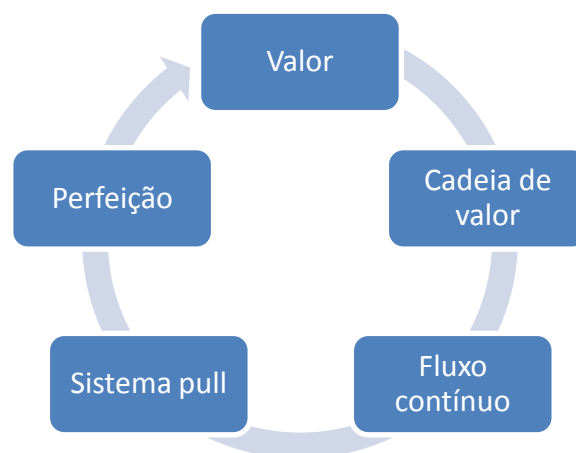 Valor
Cadeia de
valor
Fluxo
contínuo
Sistema pull
Perfeição